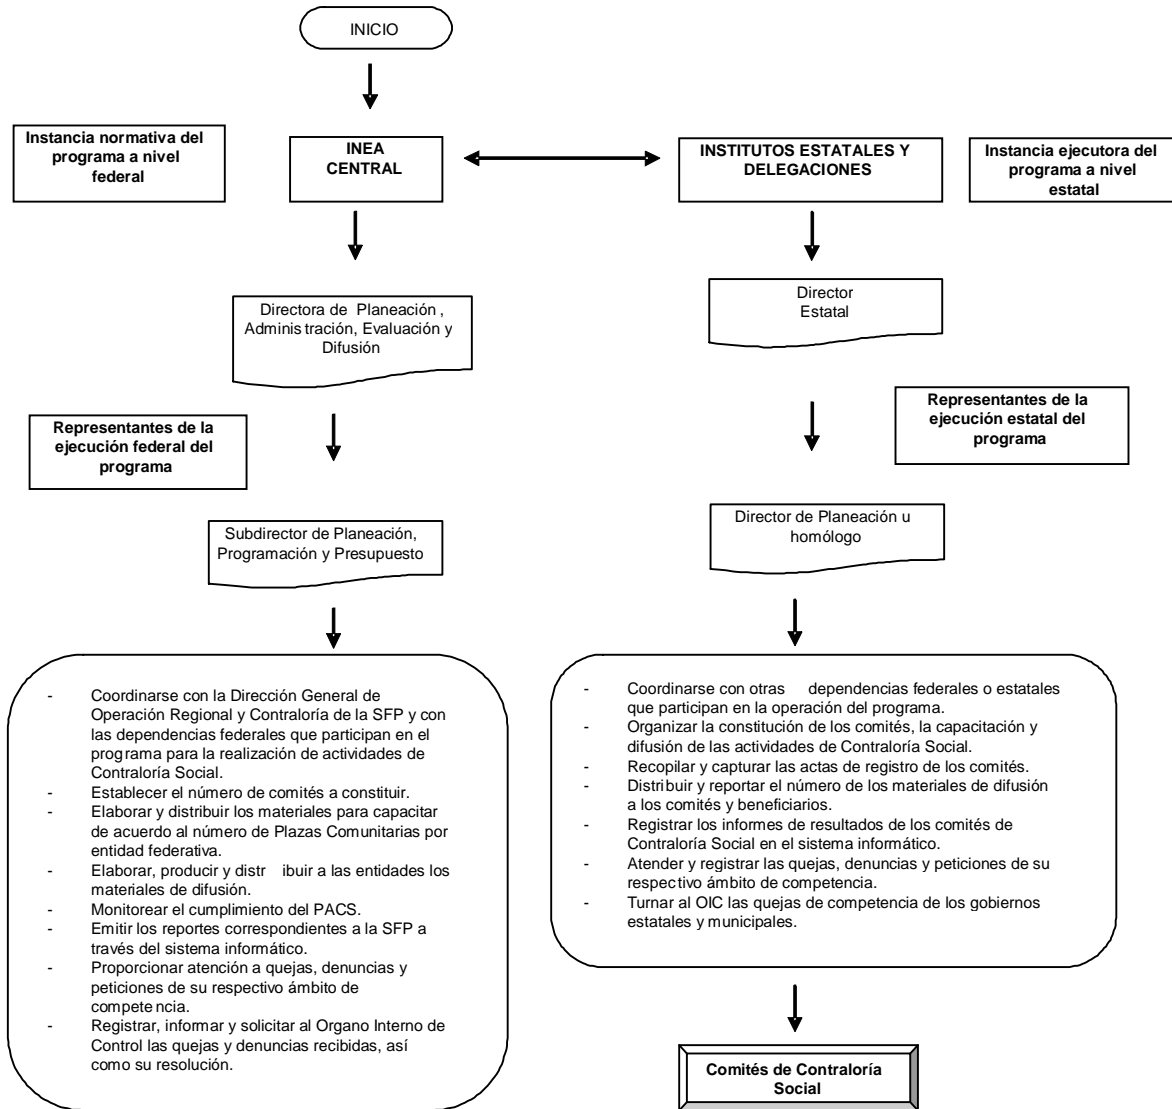 INICIO
Instancia normativa del
programa a nivel
federal
INEA
CENTRAL
INSTITUTOS ESTATALES Y
DELEGACIONES
Instancia ejecutora del
programa a nivel
estatal
Directora de Planeación ,
Adminis tración, Evaluación y
Difusión
Director
Estatal
Representantes de la
ejecución federal del
programa
Representantes de la
ejecución estatal del
programa
Subdirector de Planeación,
Programación y Presupuesto
Director de Planeación u
homólogo
- Coordinarse con la Dirección General de
Operación Regional y Contraloría de la SFP y con
las dependencias federales que participan en el
programa para la realización de actividades de
Contraloría Social.
- Establecer el número de comités a constituir.
- Elaborar y distribuir los materiales para capacitar
de acuerdo al número de Plazas Comunitarias por
entidad federativa.
- Elaborar, producir y distr ibuir a las entidades los
materiales de difusión.
- Monitorear el cumplimiento del PACS.
- Emitir los reportes correspondientes a la SFP a
través del sistema informático.
- Proporcionar atención a quejas, denuncias y
peticiones de su respectivo ámbito de
compete ncia.
- Registrar, informar y solicitar al Organo Interno de
Control las quejas y denuncias recibidas, así
como su resolución.
- Coordinarse con otras dependencias federales o estatales
que participan en la operación del programa.
- Organizar la constitución de los comités, la capacitación y
difusión de las actividades de Contraloría Social.
- Recopilar y capturar las actas de registro de los comités.
- Distribuir y reportar el número de los materiales de difusión
a los comités y beneficiarios.
- Registrar los informes de resultados de los comités de
Contraloría Social en el sistema informático.
- Atender y registrar las quejas, denuncias y peticiones de su
respectivo ámbito de competencia.
- Turnar al OIC las quejas de competencia de los gobiernos
estatales y municipales.
Comités de Contraloría
Social